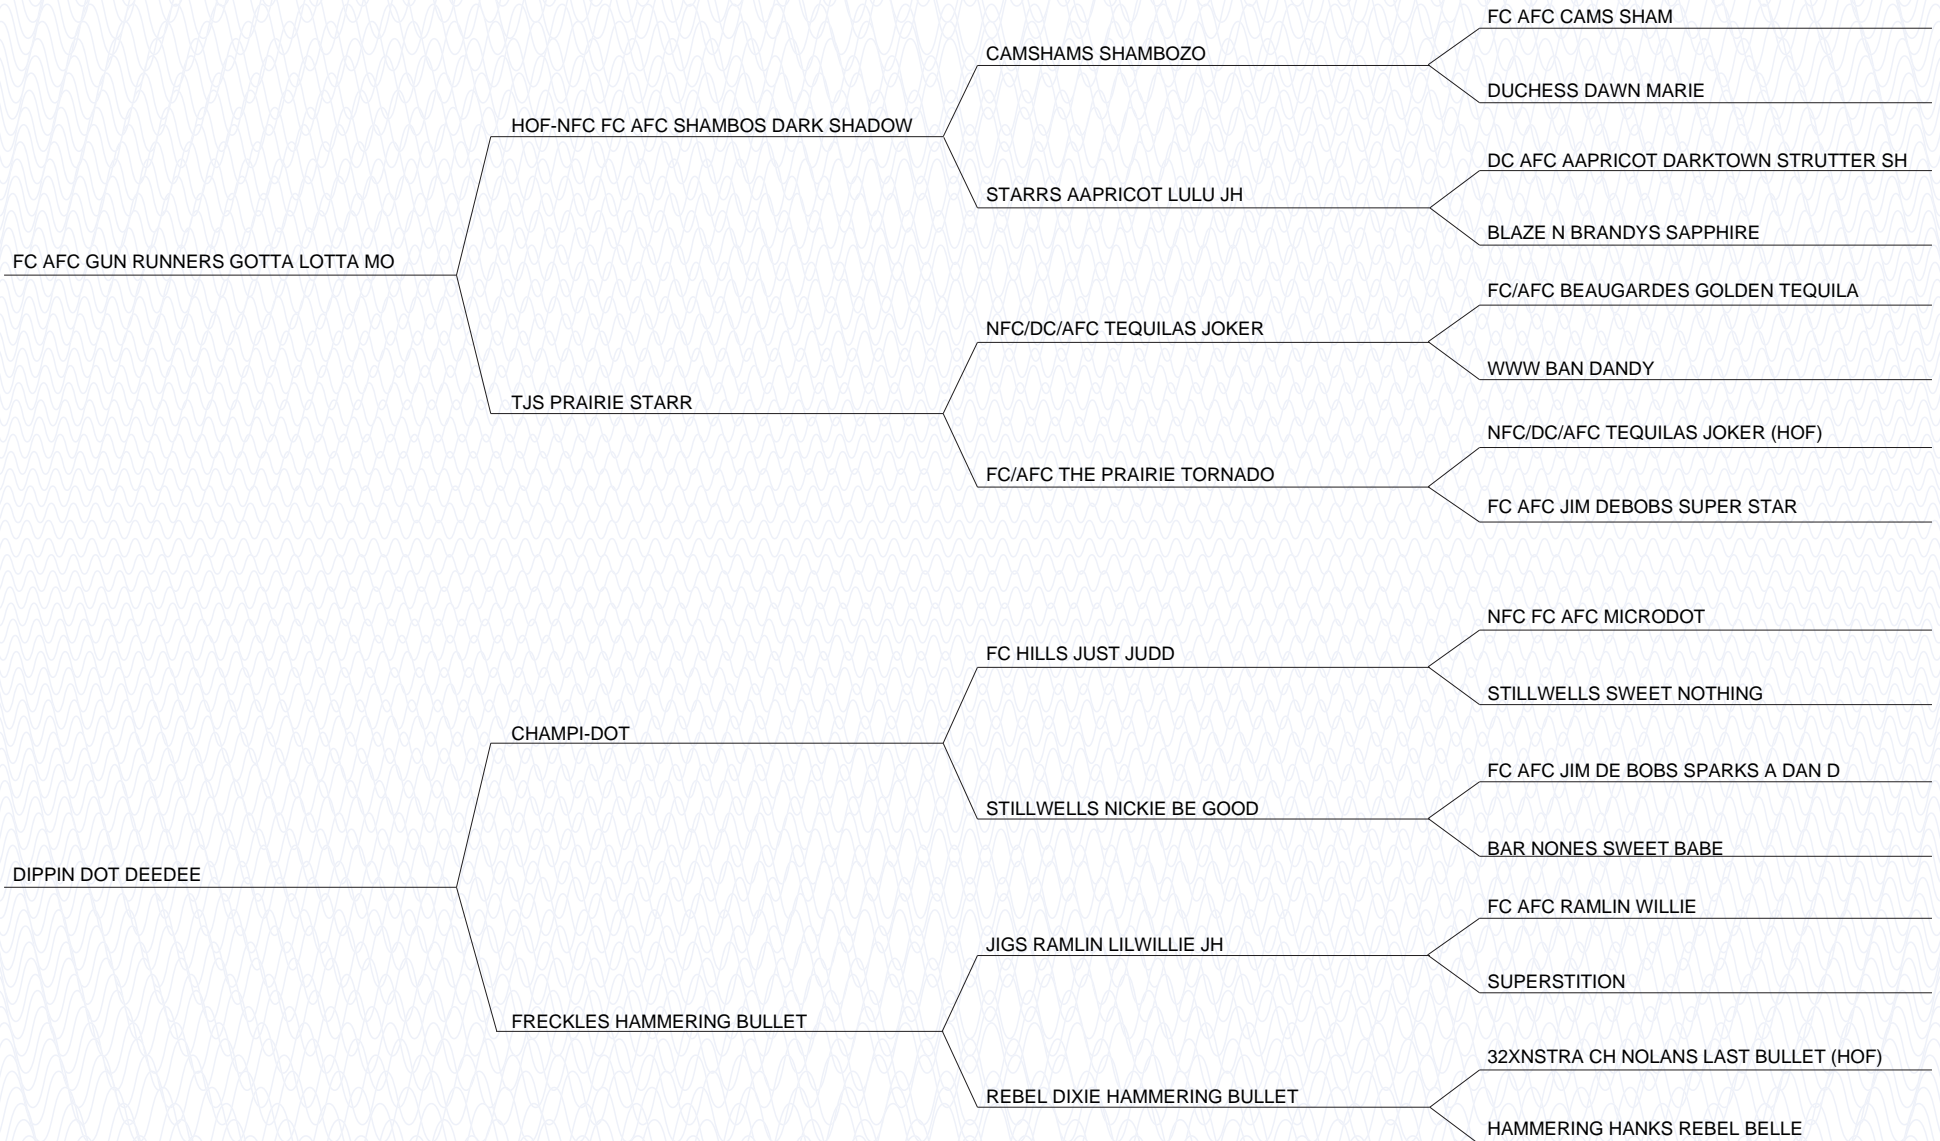 FC AFC CAMS SHAM
CAMSHAMS SHAMBOZO
DUCHESS DAWN MARIE
HOF-NFC FC AFC SHAMBOS DARK SHADOW
DC AFC AAPRICOT DARKTOWN STRUTTER SH
STARRS AAPRICOT LULU JH
BLAZE N BRANDYS SAPPHIRE
FC AFC GUN RUNNERS GOTTA LOTTA MO
FC/AFC BEAUGARDES GOLDEN TEQUILA
NFC/DC/AFC TEQUILAS JOKER
WWW BAN DANDY
TJS PRAIRIE STARR
NFC/DC/AFC TEQUILAS JOKER (HOF)
FC/AFC THE PRAIRIE TORNADO
FC AFC JIM DEBOBS SUPER STAR
NFC FC AFC MICRODOT
FC HILLS JUST JUDD
STILLWELLS SWEET NOTHING
CHAMPI-DOT
FC AFC JIM DE BOBS SPARKS A DAN D
STILLWELLS NICKIE BE GOOD
BAR NONES SWEET BABE
DIPPIN DOT DEEDEE
FC AFC RAMLIN WILLIE
JIGS RAMLIN LILWILLIE JH
SUPERSTITION
FRECKLES HAMMERING BULLET
32XNSTRA CH NOLANS LAST BULLET (HOF)
REBEL DIXIE HAMMERING BULLET
HAMMERING HANKS REBEL BELLE